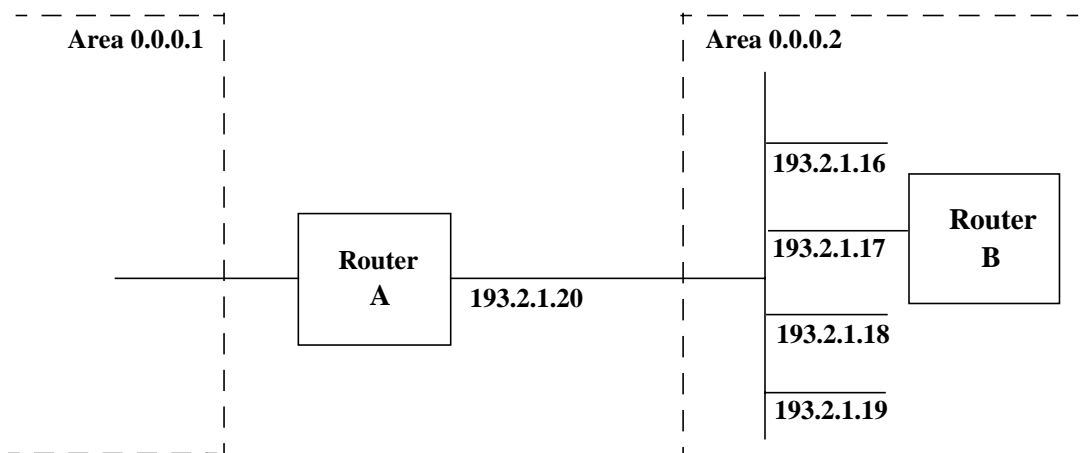 Area 0.0.0.1
Area 0.0.0.2
193.2.1.16
Router
B
193.2.1.17
Router
A
193.2.1.20
193.2.1.18
193.2.1.19